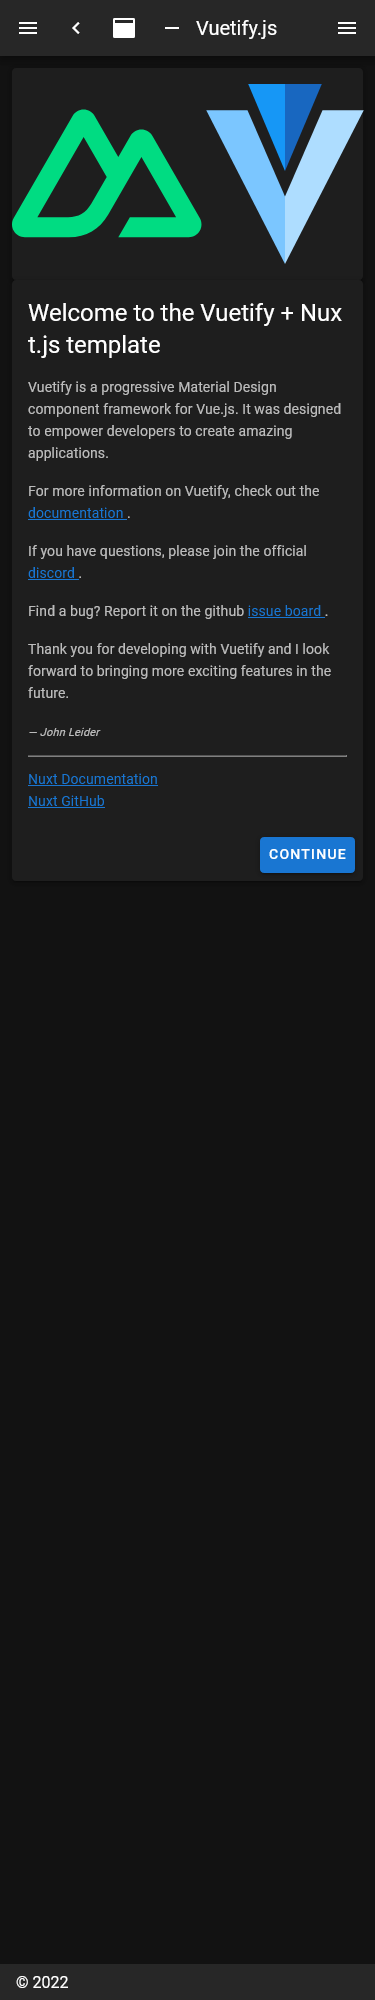 Vuetify.js
Welcome to the Vuetify + Nux
t.js template
Vuetify is a progressive Material Design
component framework for Vue.js. It was designed
to empower developers to create amazing
applications.
For more information on Vuetify, check out the
documentation .
If you have questions, please join the official
discord .
Find a bug? Report it on the github issue board .
Thank you for developing with Vuetify and I look
forward to bringing more exciting features in the
future.
— John Leider
Nuxt Documentation
Nuxt GitHub
CONTINUE
© 2022